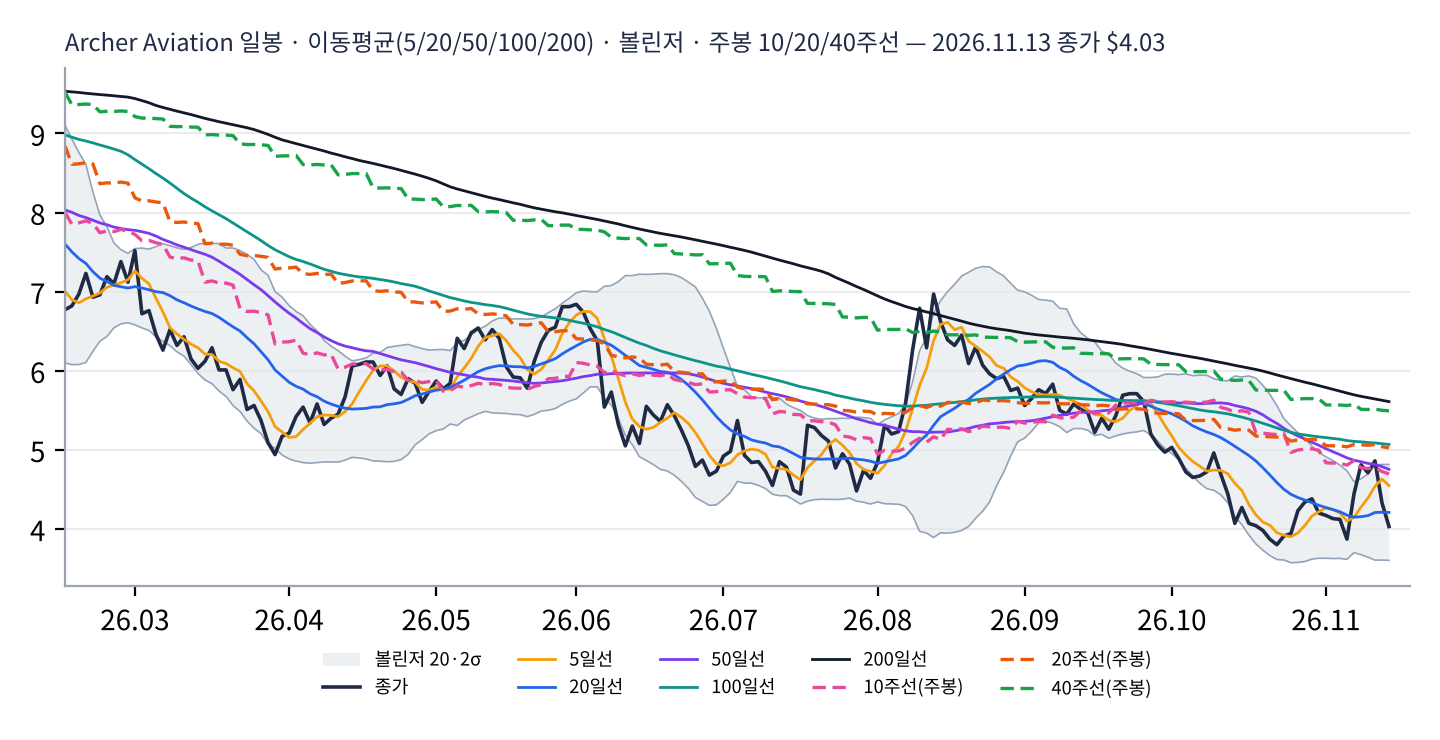 Archer Aviation 일봉 · 이동평균(5/20/50/100/200) · 볼린저 · 주봉 10/20/40주선 — 2026.11.13 종가 $4.03
9
8
7
6
5
4
26.03 26.04 26.05 26.06 26.07 26.08 26.09 26.10 26.11
볼린저 20·2σ 5일선 50일선 200일선 20주선(주봉)
종가 20일선 100일선 10주선(주봉) 40주선(주봉)